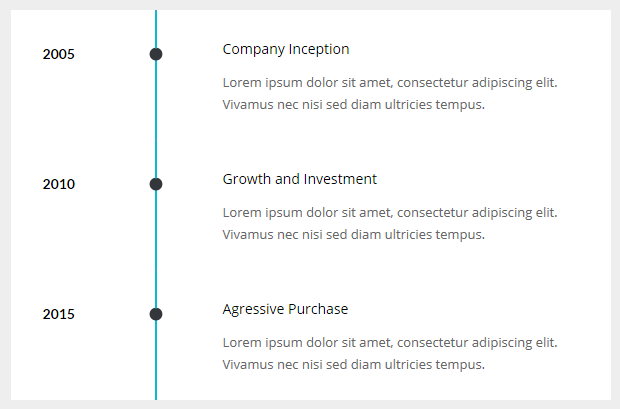 2005
Company Inception
Lorem ipsum dolor sit amet, consectetur adipiscing elit.
Vivamus nec nisi sed diam ultricies tempus.
2010
Growth and Investment
Lorem ipsum dolor sit amet, consectetur adipiscing elit.
Vivamus nec nisi sed diam ultricies tempus.
2015
Agressive Purchase
Lorem ipsum dolor sit amet, consectetur adipiscing elit.
Vivamus nec nisi sed diam ultricies tempus.